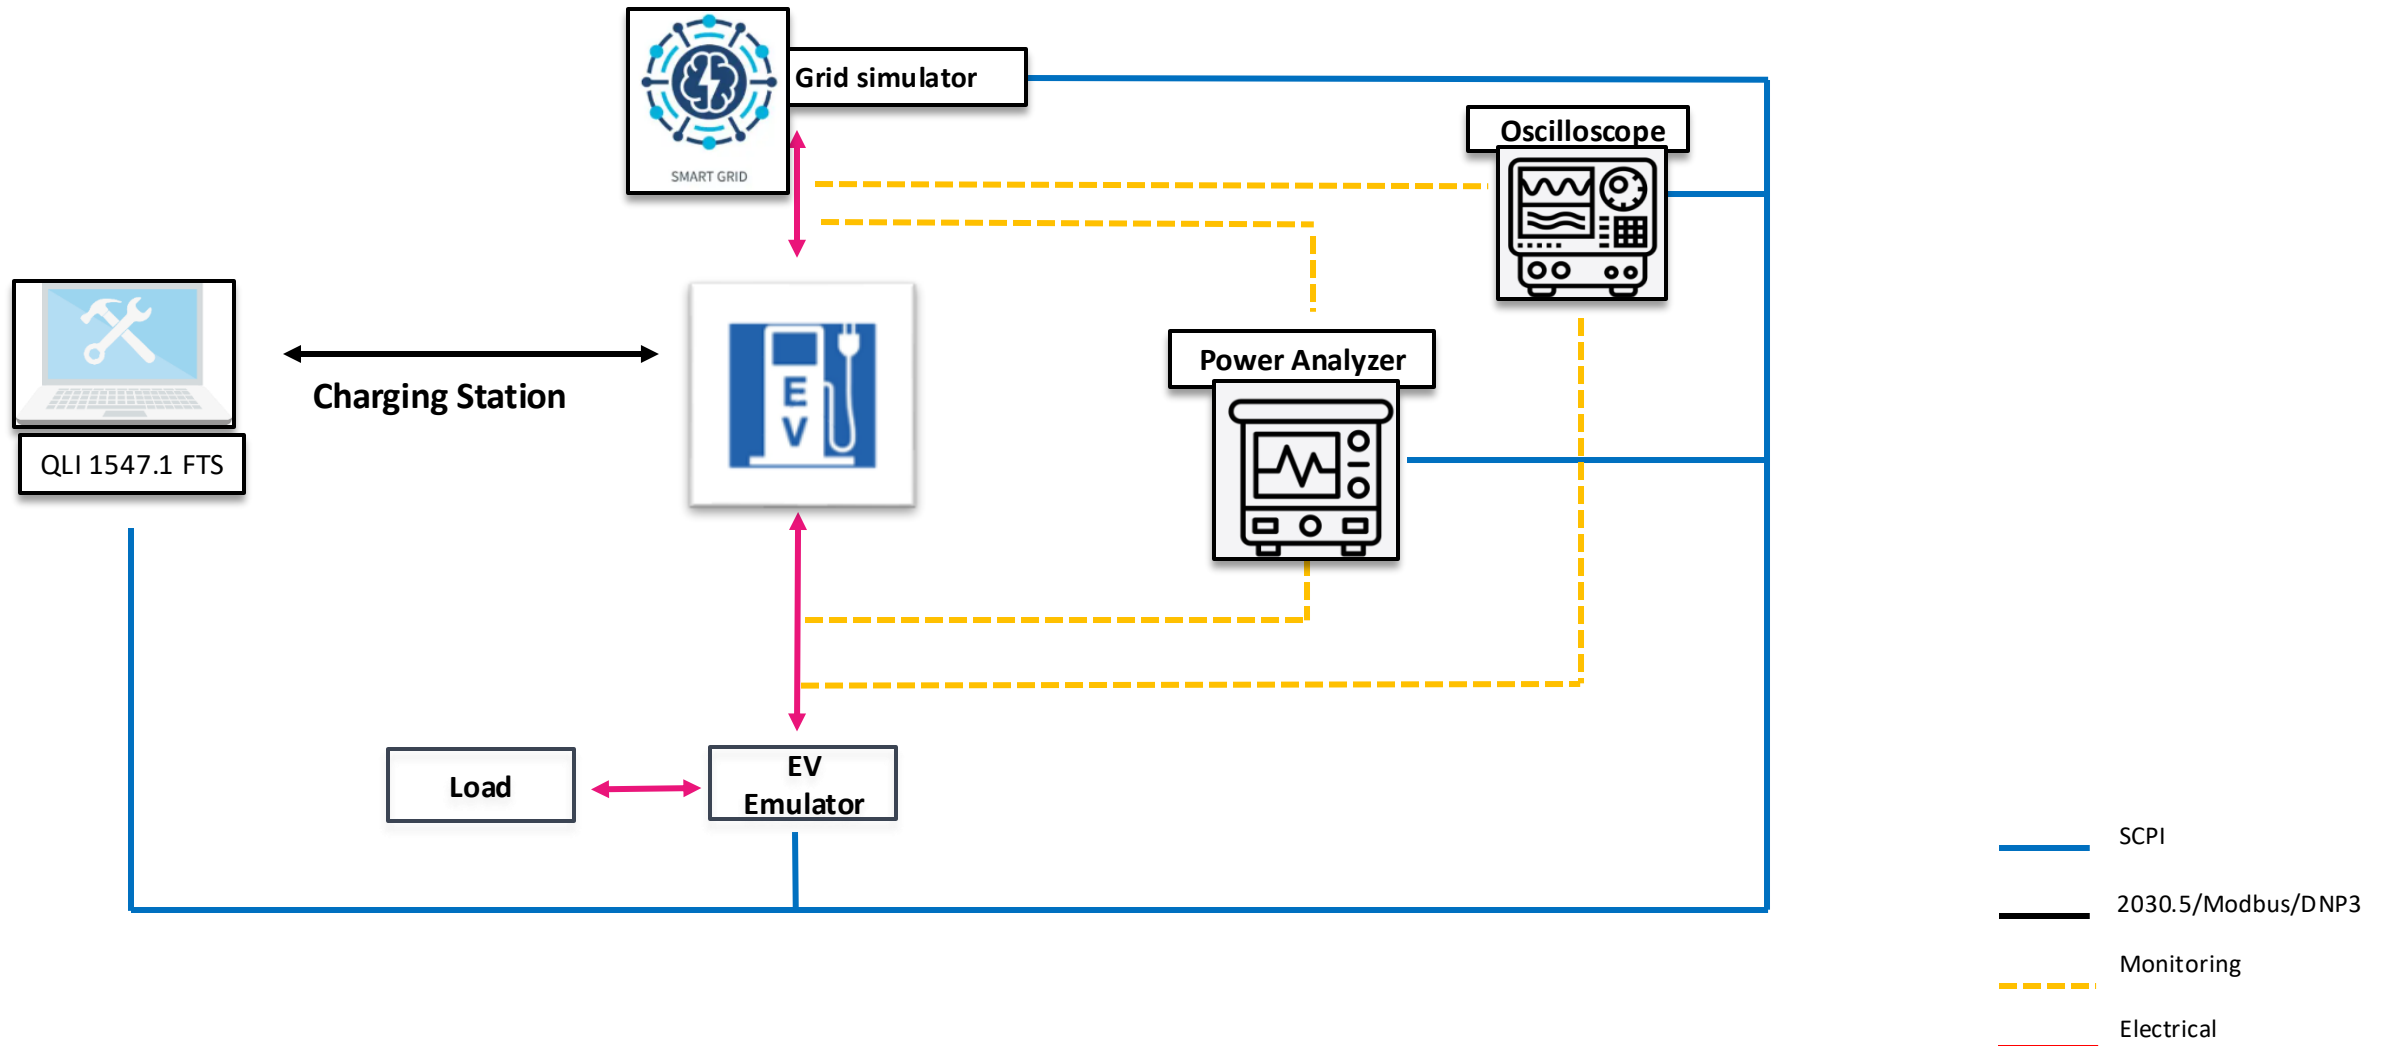 Grid simulator
SMART GRID
Oscilloscope
Power Analyzer
Charging Station
E
V
QLI 1547.1 FTS
Load
EV
Emulator
SCPI
2030.5/Modbus/DNP3
Monitoring
Electrical